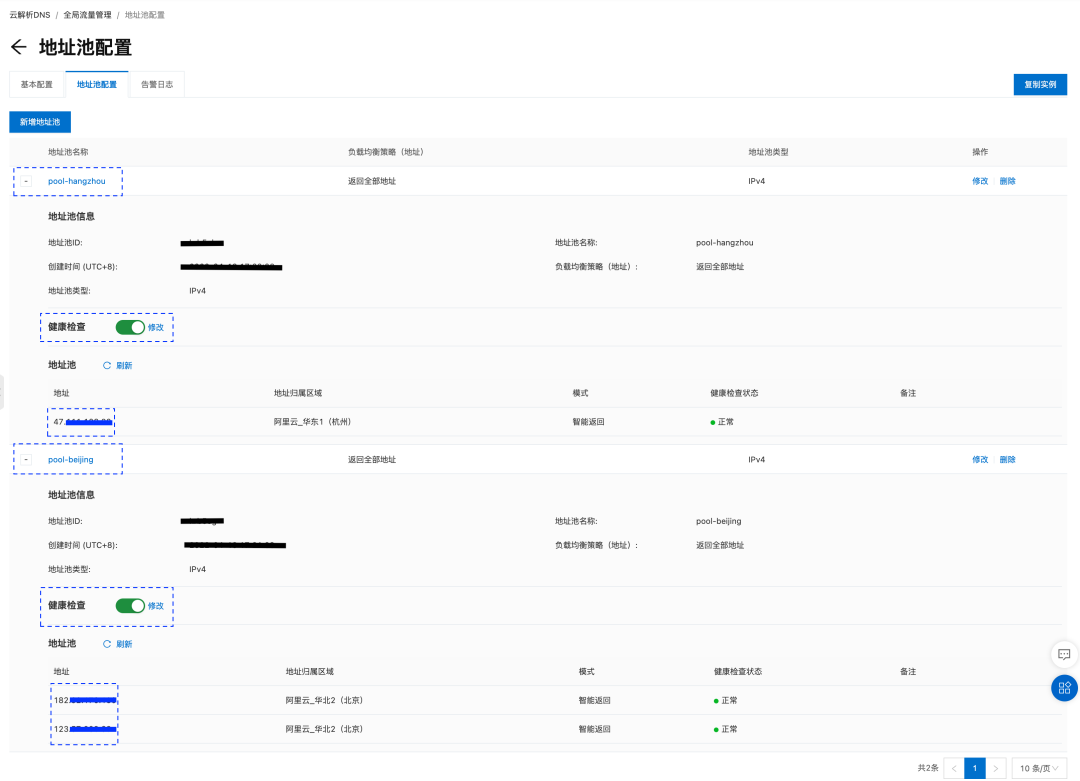 云解析DNS / 全局流量管理 / 地址池配置
← 地址池配置
基本配置 地址池配置 告警日志 复制实例
新增地址池
地址池名称 负载均衡策略（地址） 地址池类型 操作
- pool-hangzhou 返回全部地址 IPv4 修改 删除
地址池信息
地址池ID: 地址池名称: pool-hangzhou
创建时间 (UTC+8): 负载均衡策略（地址）: 返回全部地址
地址池类型: IPv4
健康检查 修改
地址池 刷新
地址 地址归属区域 模式 健康检查状态 备注
47. 阿里云_华东1（杭州） 智能返回 正常
- pool-beijing 返回全部地址 IPv4 修改 删除
地址池信息
地址池ID: 地址池名称: pool-beijing
创建时间 (UTC+8): 负载均衡策略（地址）: 返回全部地址
地址池类型: IPv4
健康检查 修改
地址池 刷新
地址 地址归属区域 模式 健康检查状态 备注
182. 阿里云_华北2（北京） 智能返回 正常
123. 阿里云_华北2（北京） 智能返回 正常
共2条 < 1 > 10 条/页